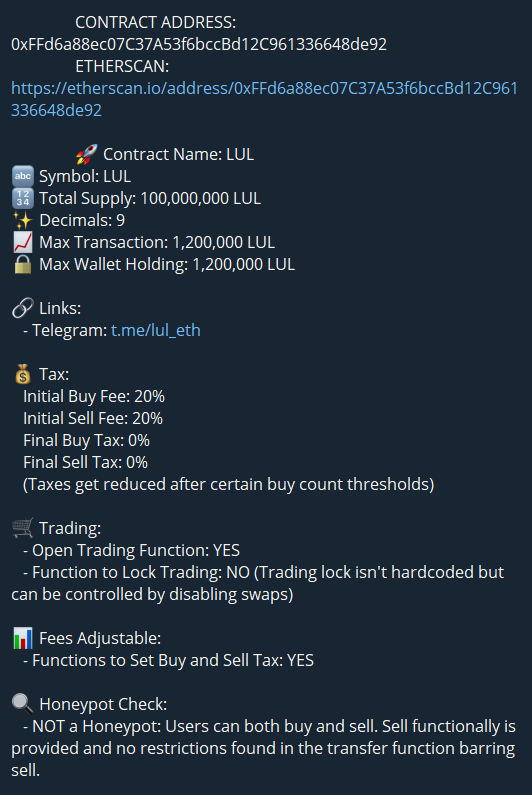 CONTRACT ADDRESS:
0xFFd6a88ec07C37A53f6bccBd12C961336648de92
ETHERSCAN:
https://etherscan.io/address/0xFFd6a88ec07C37A53f6bccBd12C961
336648de92
🚀 Contract Name: LUL
🔤 Symbol: LUL
🔢 Total Supply: 100,000,000 LUL
✨ Decimals: 9
📈 Max Transaction: 1,200,000 LUL
🔒 Max Wallet Holding: 1,200,000 LUL
🔗 Links:
- Telegram: t.me/lul_eth
💰 Tax:
Initial Buy Fee: 20%
Initial Sell Fee: 20%
Final Buy Tax: 0%
Final Sell Tax: 0%
(Taxes get reduced after certain buy count thresholds)
🛒 Trading:
- Open Trading Function: YES
- Function to Lock Trading: NO (Trading lock isn't hardcoded but
can be controlled by disabling swaps)
📊 Fees Adjustable:
- Functions to Set Buy and Sell Tax: YES
🔍 Honeypot Check:
- NOT a Honeypot: Users can both buy and sell. Sell functionally is
provided and no restrictions found in the transfer function barring
sell.